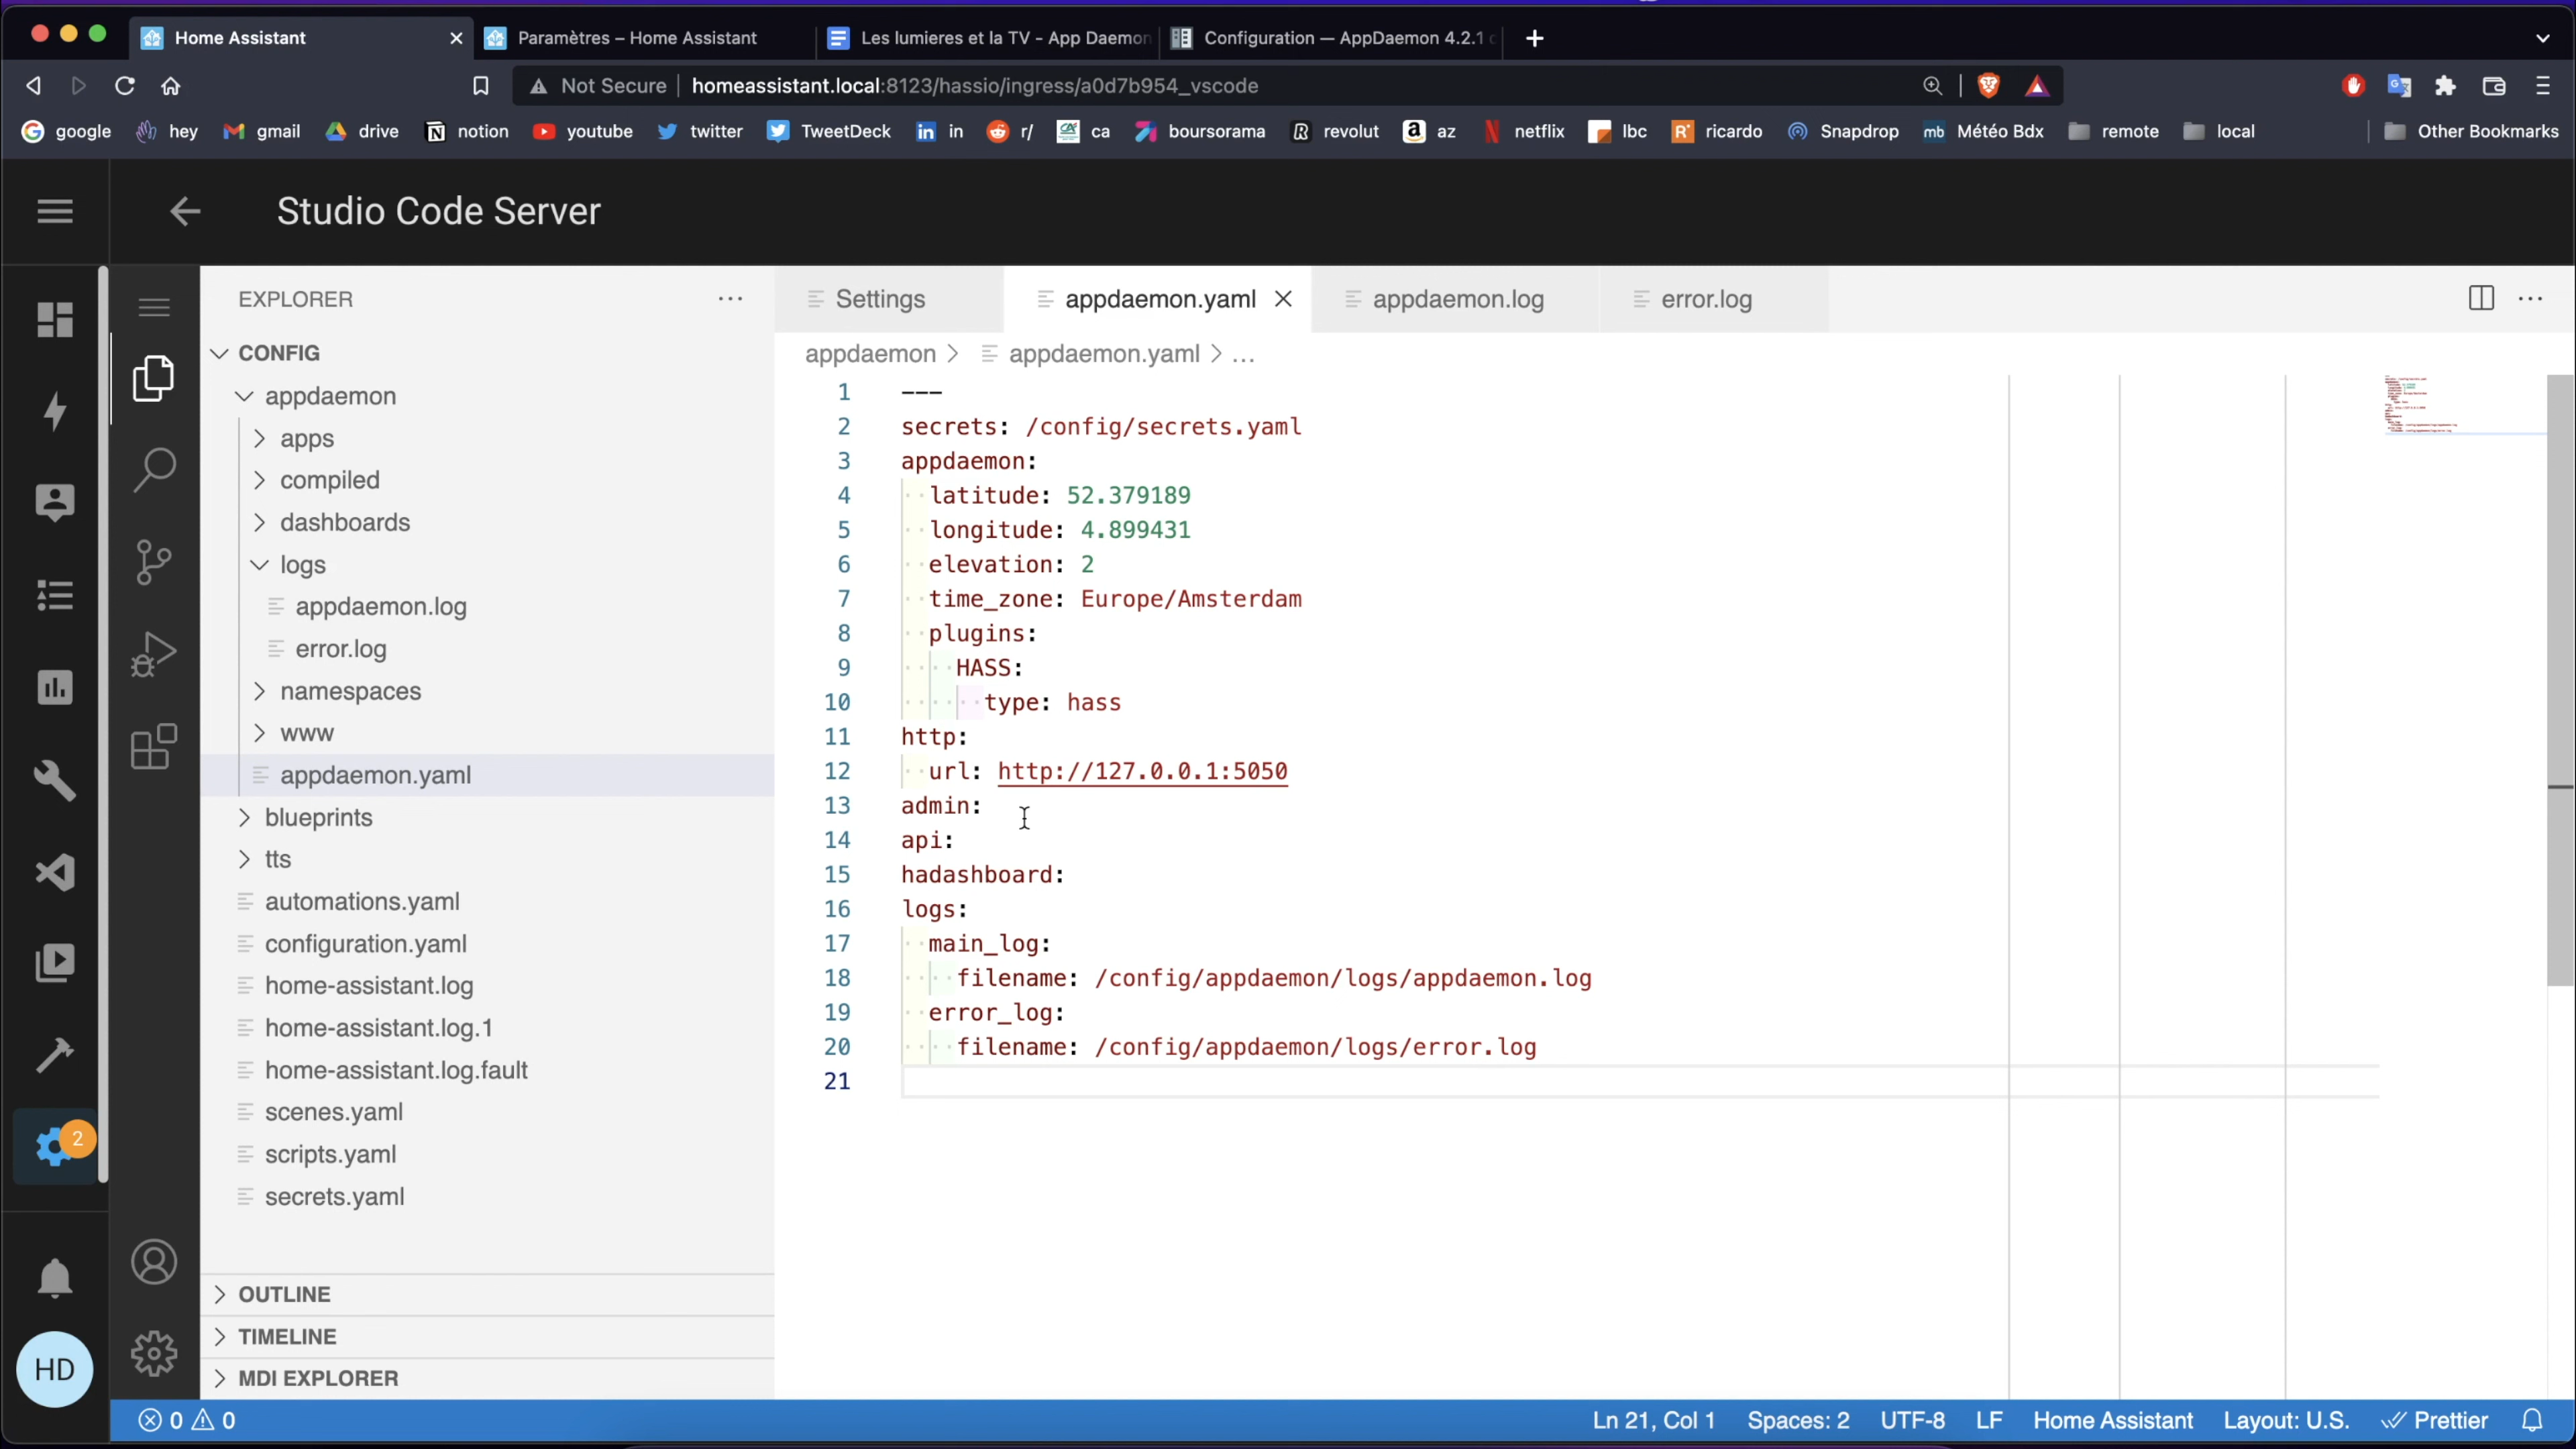 Home Assistant
Paramètres – Home Assistant
Les lumieres et la TV - App Daemon
Configuration — AppDaemon 4.2.1
Not Secure
homeassistant.local:8123/hassio/ingress/a0d7b954_vscode
google
hey
gmail
drive
notion
youtube
twitter
TweetDeck
in
r/
ca
boursorama
revolut
az
netflix
lbc
ricardo
Snapdrop
mb Météo Bdx
remote
local
Other Bookmarks
Studio Code Server
EXPLORER
CONFIG
appdaemon
apps
compiled
dashboards
logs
appdaemon.log
error.log
namespaces
www
appdaemon.yaml
blueprints
tts
automations.yaml
configuration.yaml
home-assistant.log
home-assistant.log.1
home-assistant.log.fault
scenes.yaml
scripts.yaml
secrets.yaml
OUTLINE
TIMELINE
MDI EXPLORER
2
HD
Settings
appdaemon.yaml
appdaemon.log
error.log
appdaemon > appdaemon.yaml > ...
1 ---
2 secrets: /config/secrets.yaml
3 appdaemon:
4 latitude: 52.379189
5 longitude: 4.899431
6 elevation: 2
7 time_zone: Europe/Amsterdam
8 plugins:
9 HASS:
10 type: hass
11 http:
12 url: http://127.0.0.1:5050
13 admin:
14 api:
15 hadashboard:
16 logs:
17 main_log:
18 filename: /config/appdaemon/logs/appdaemon.log
19 error_log:
20 filename: /config/appdaemon/logs/error.log
21
0 0
Ln 21, Col 1
Spaces: 2
UTF-8
LF
Home Assistant
Layout: U.S.
Prettier